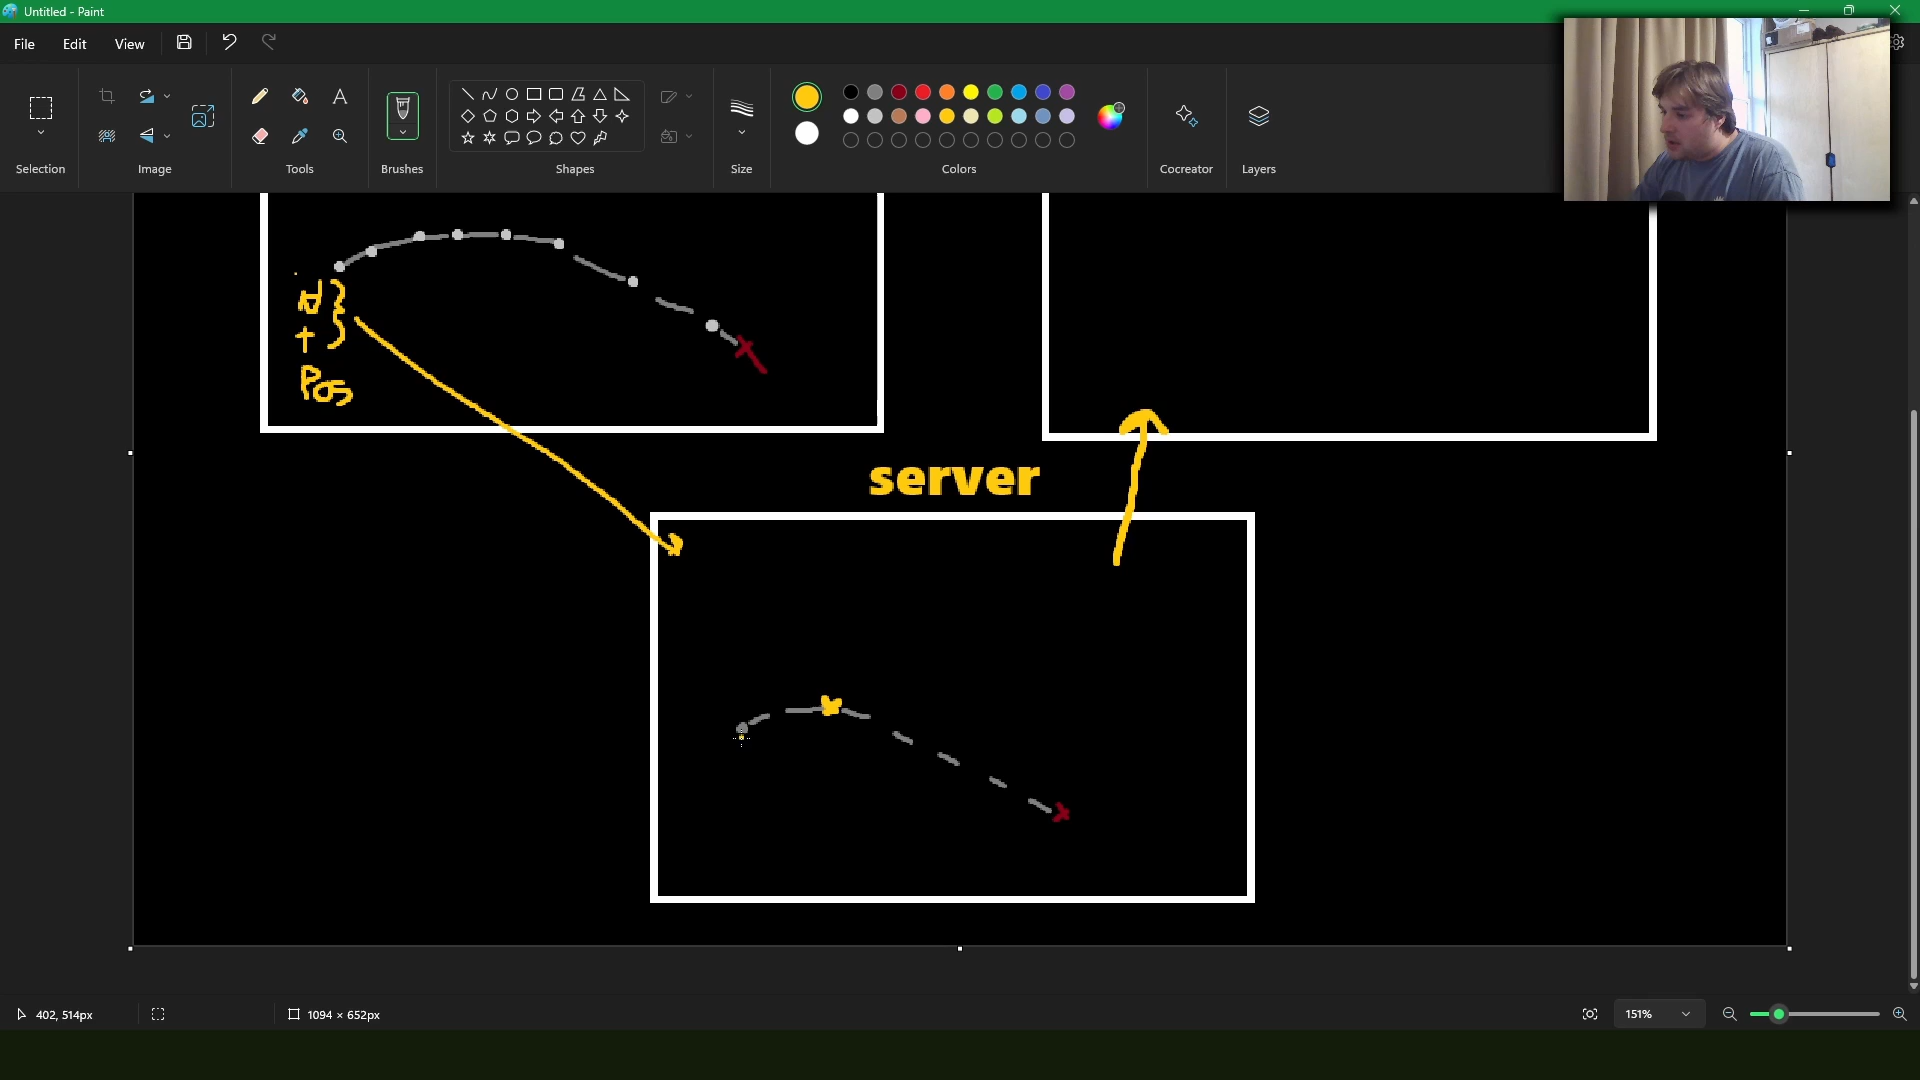 Untitled - Paint
File Edit View
Selection Image Tools Brushes Shapes Size Colors Cocreator Layers
t
Pos
server
402, 514px
1094 × 652px
151%